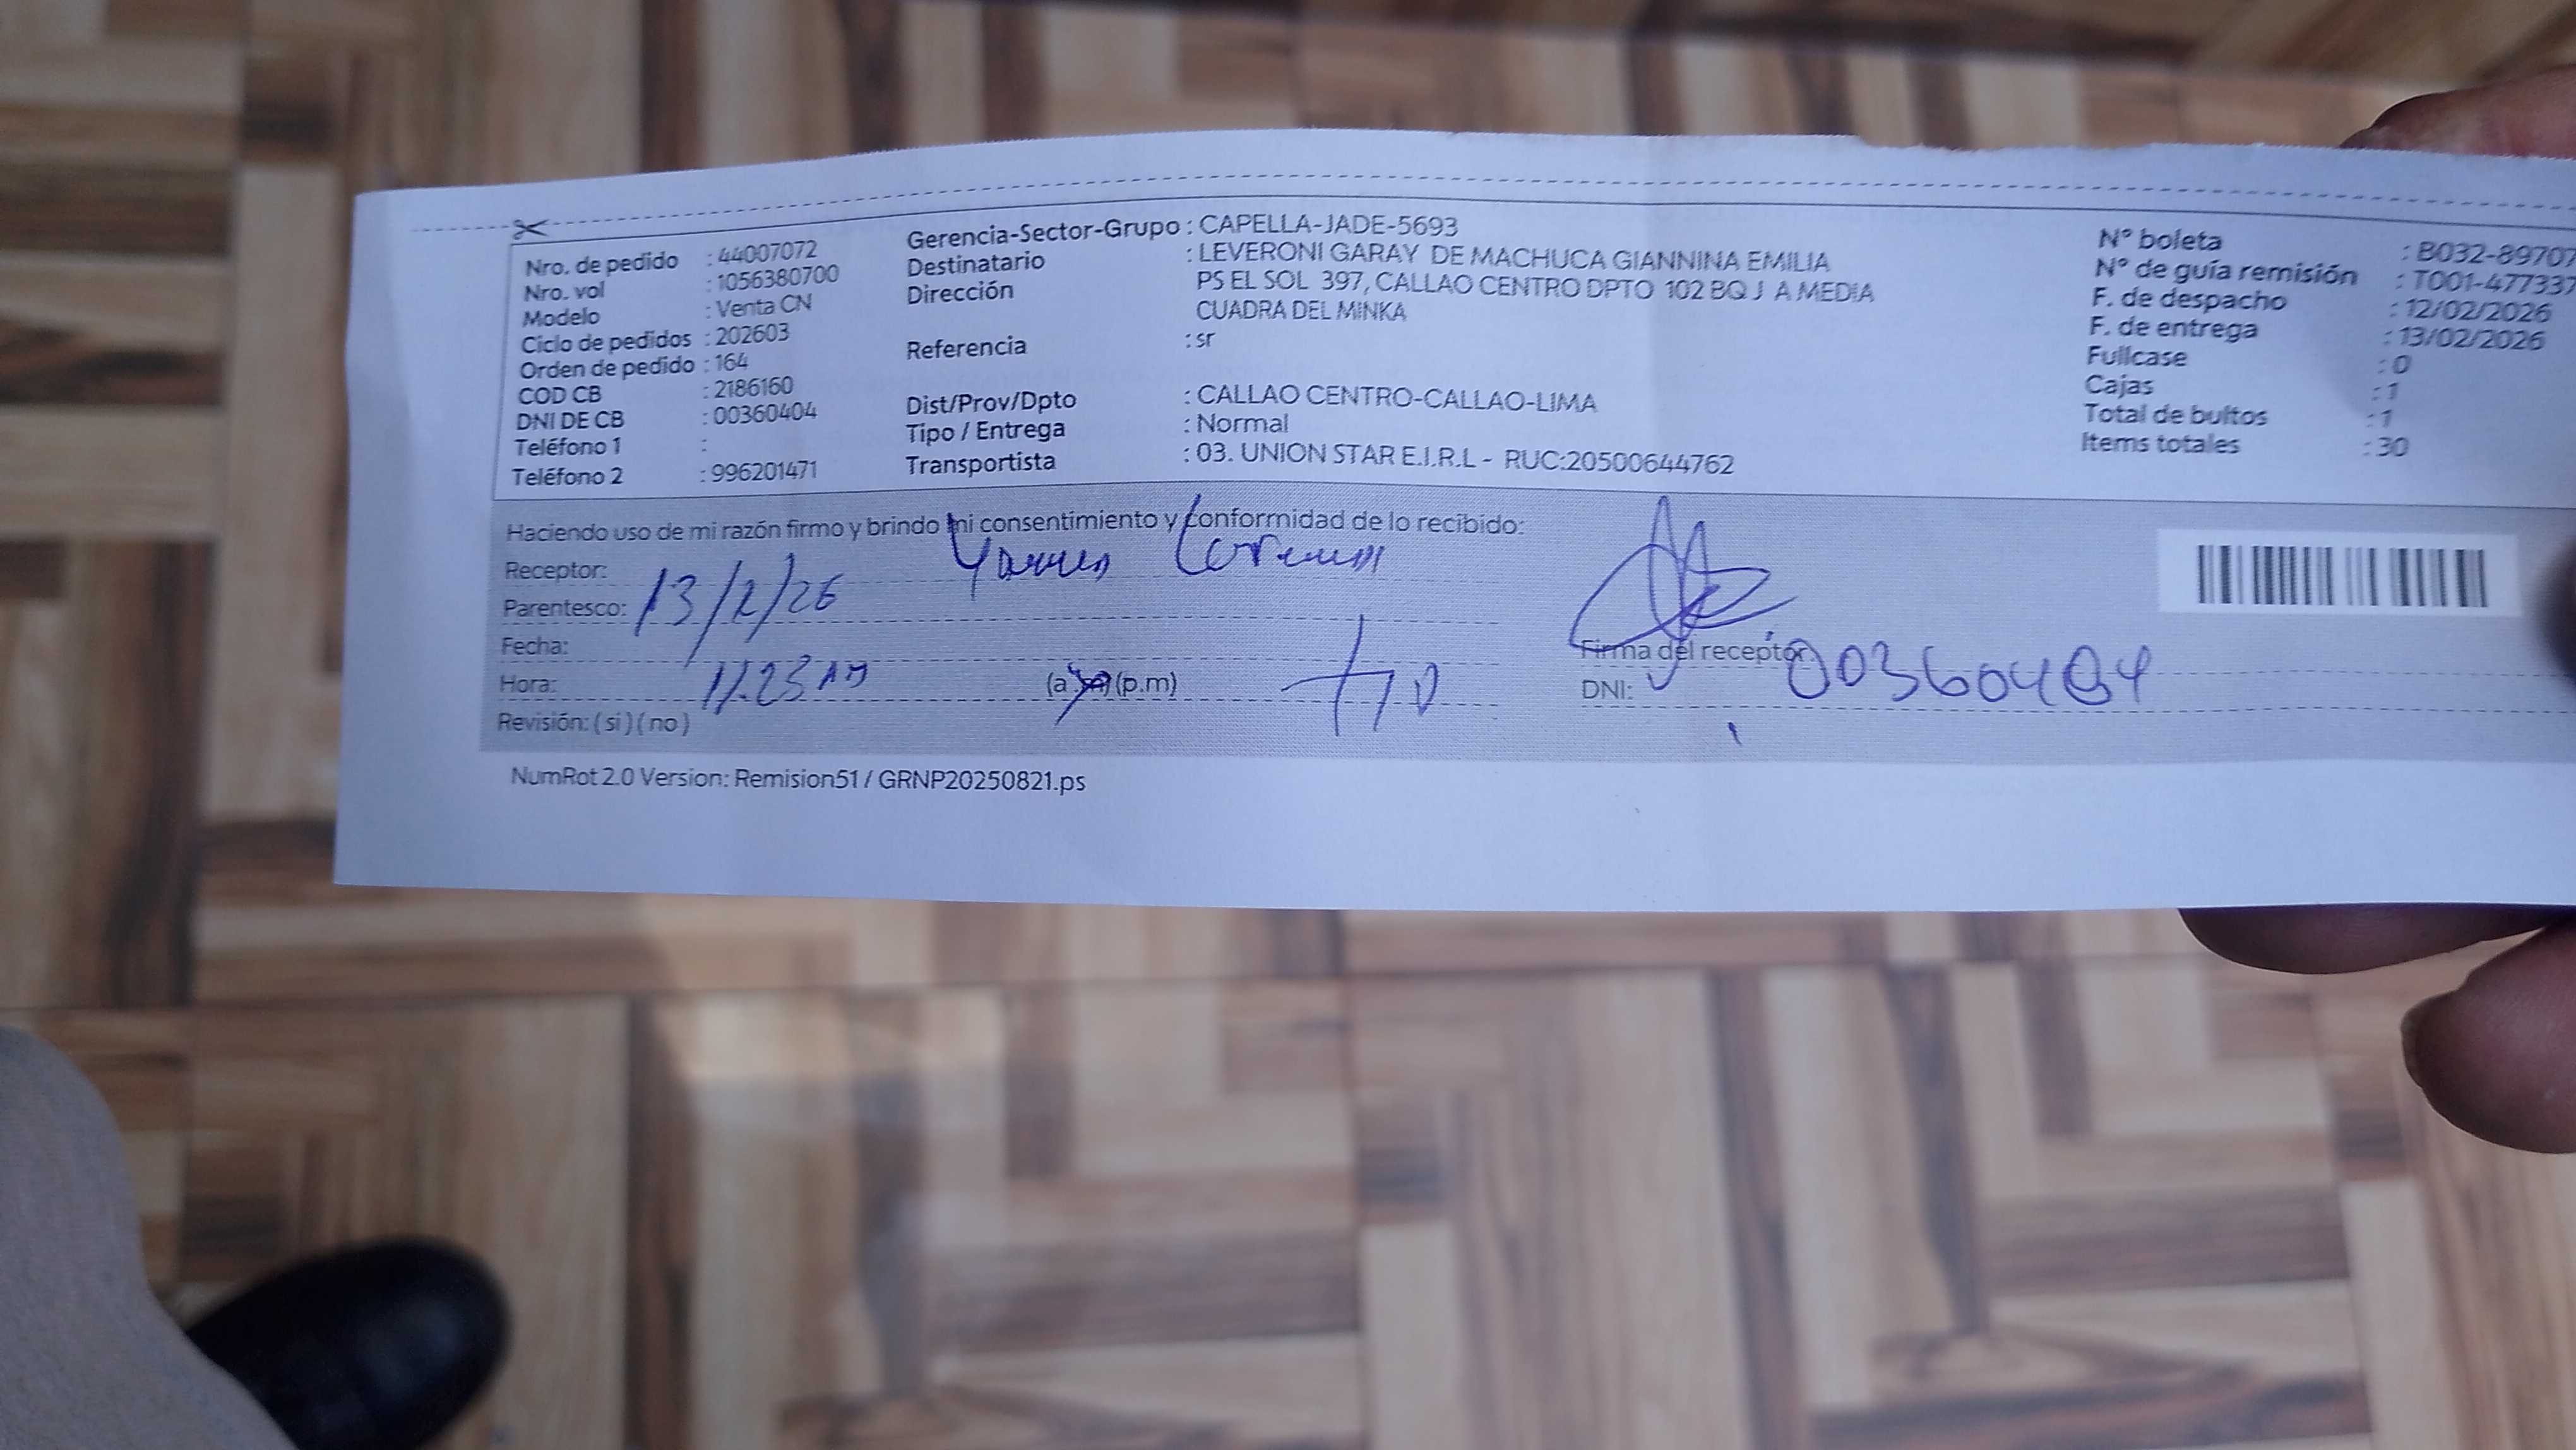 Nro. de pedido : 44007072
Nro. vol : 1056380700
Modelo : Venta CN
Ciclo de pedidos : 202603
Orden de pedido : 164
COD CB : 2186160
DNI DE CB : 00360404
Teléfono 1 :
Teléfono 2 : 996201471
Gerencia-Sector-Grupo : CAPELLA-JADE-5693
Destinatario : LEVERONI GARAY DE MACHUCA GIANNINA EMILIA
Dirección PS EL SOL 397, CALLAO CENTRO DPTO 102 BQ J A MEDIA
CUADRA DEL MINKA
Referencia : sr
Dist/Prov/Dpto : CALLAO CENTRO-CALLAO-LIMA
Tipo / Entrega : Normal
Transportista : 03. UNION STAR E.I.R.L - RUC:20500644762
N° boleta : B032-89707
N° de guía remisión : T001-477337
F. de despacho : 12/02/2026
F. de entrega : 13/02/2026
Fullcase : 0
Cajas : 1
Total de bultos : 1
Items totales : 30
Haciendo uso de mi razón firmo y brindo mi consentimiento y conformidad de lo recibido:
Receptor:
Parentesco: 13/2/26
Fecha:
Hora: 11.23 AM (a.m) (p.m)
Revisión: (si) (no)
Firma del receptor
DNI: 00360404
NumRot 2.0 Version: Remision51 / GRNP20250821.ps